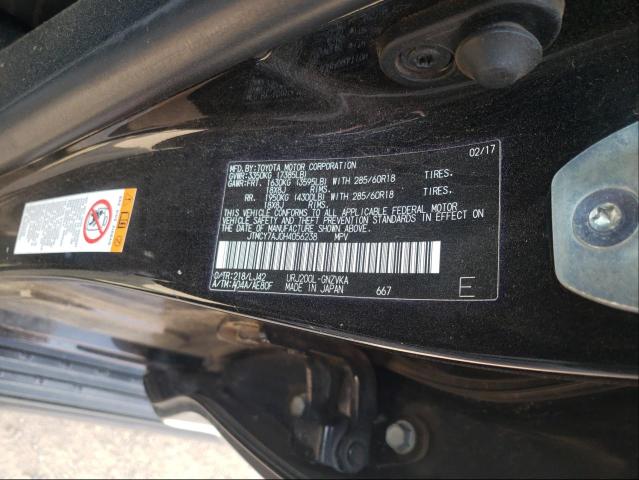 MFD.BY:TOYOTA MOTOR CORPORATION 02/17
GVWR:3350KG (7385LB)
GAWR:FRT. 1630KG (3595LB) WITH 285/60R18 TIRES.
18X8J RIMS.
RR. 1950KG (4300LB) WITH 285/60R18 TIRES.
18X8J RIMS
THIS VEHICLE CONFORMS TO ALL APPLICABLE FEDERAL MOTOR
VEHICLE SAFETY AND THEFT PREVENTION STANDARDS IN EFFECT
ON THE DATE OF MANUFACTURE SHOWN ABOVE.
JTMCY7AJ0H4056238 MPV
C/TR:218/LJ42 URJ200L-GNZVKA
A/TM:A04A/AE80F MADE IN JAPAN 667
E